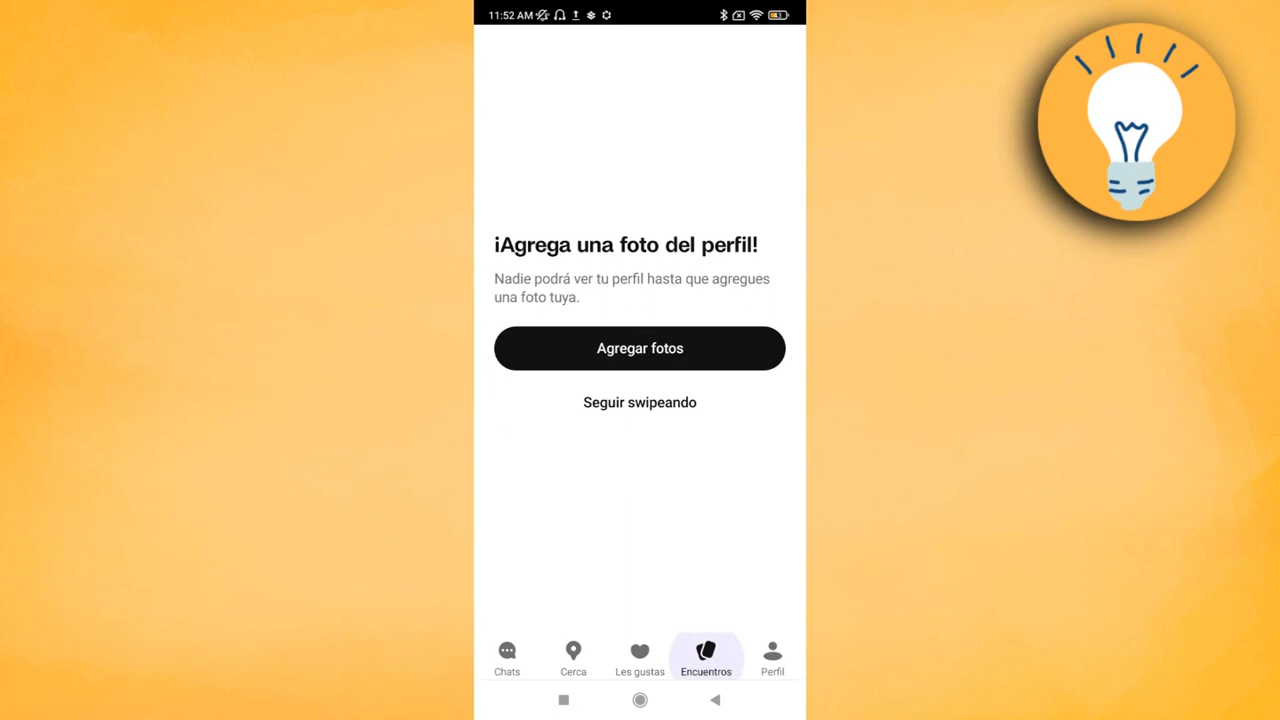 11:52 AM
¡Agrega una foto del perfil!
Nadie podrá ver tu perfil hasta que agregues
una foto tuya.
Agregar fotos
Seguir swipeando
Chats Cerca Les gustas Encuentros Perfil